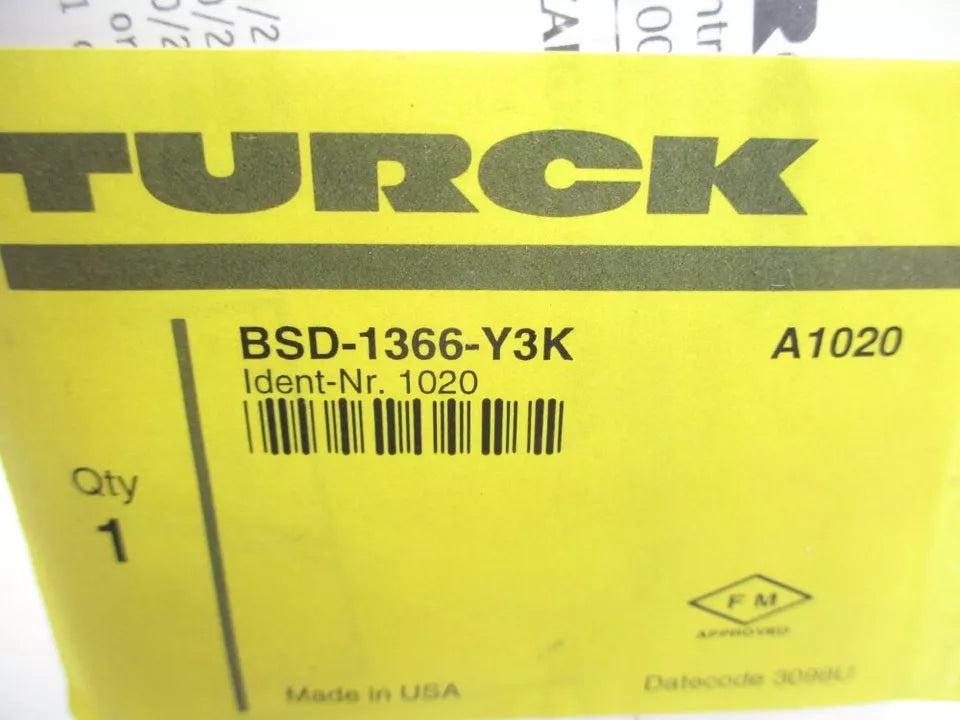 TURCK
BSD-1366-Y3K A1020
Ident-Nr. 1020
Qty
1
FM
APPROVED
Made in USA Datecode 3098U